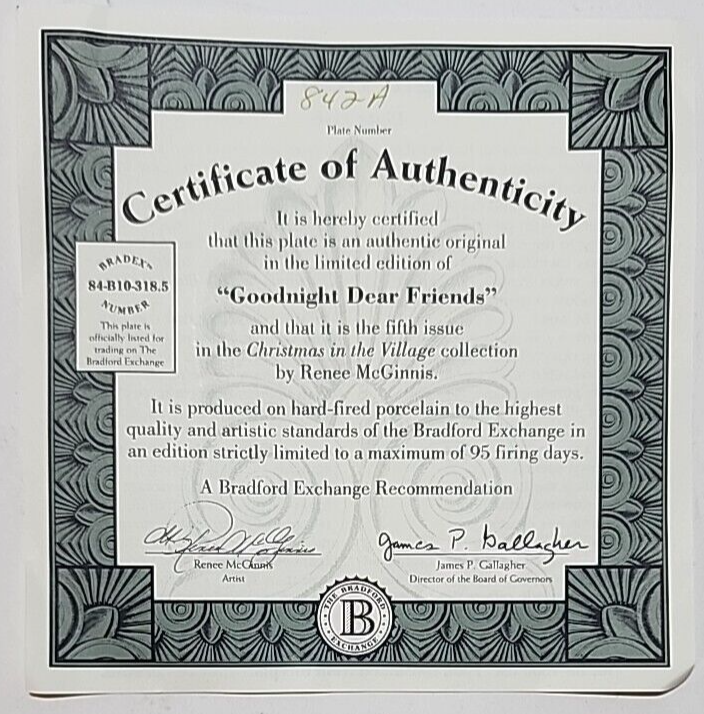 842A
Plate Number
Certificate of Authenticity
It is hereby certified
that this plate is an authentic original
in the limited edition of
"Goodnight Dear Friends"
and that it is the fifth issue
in the Christmas in the Village collection
by Renee McGinnis.
BRADEX™
84-B10-318.5
NUMBER
This plate is
officially listed for
trading on The
Bradford Exchange
It is produced on hard-fired porcelain to the highest
quality and artistic standards of the Bradford Exchange in
an edition strictly limited to a maximum of 95 firing days.
A Bradford Exchange Recommendation
Renee McGinnis
Artist
James P. Gallagher
James P. Gallagher
Director of the Board of Governors
THE BRADFORD
B
EXCHANGE